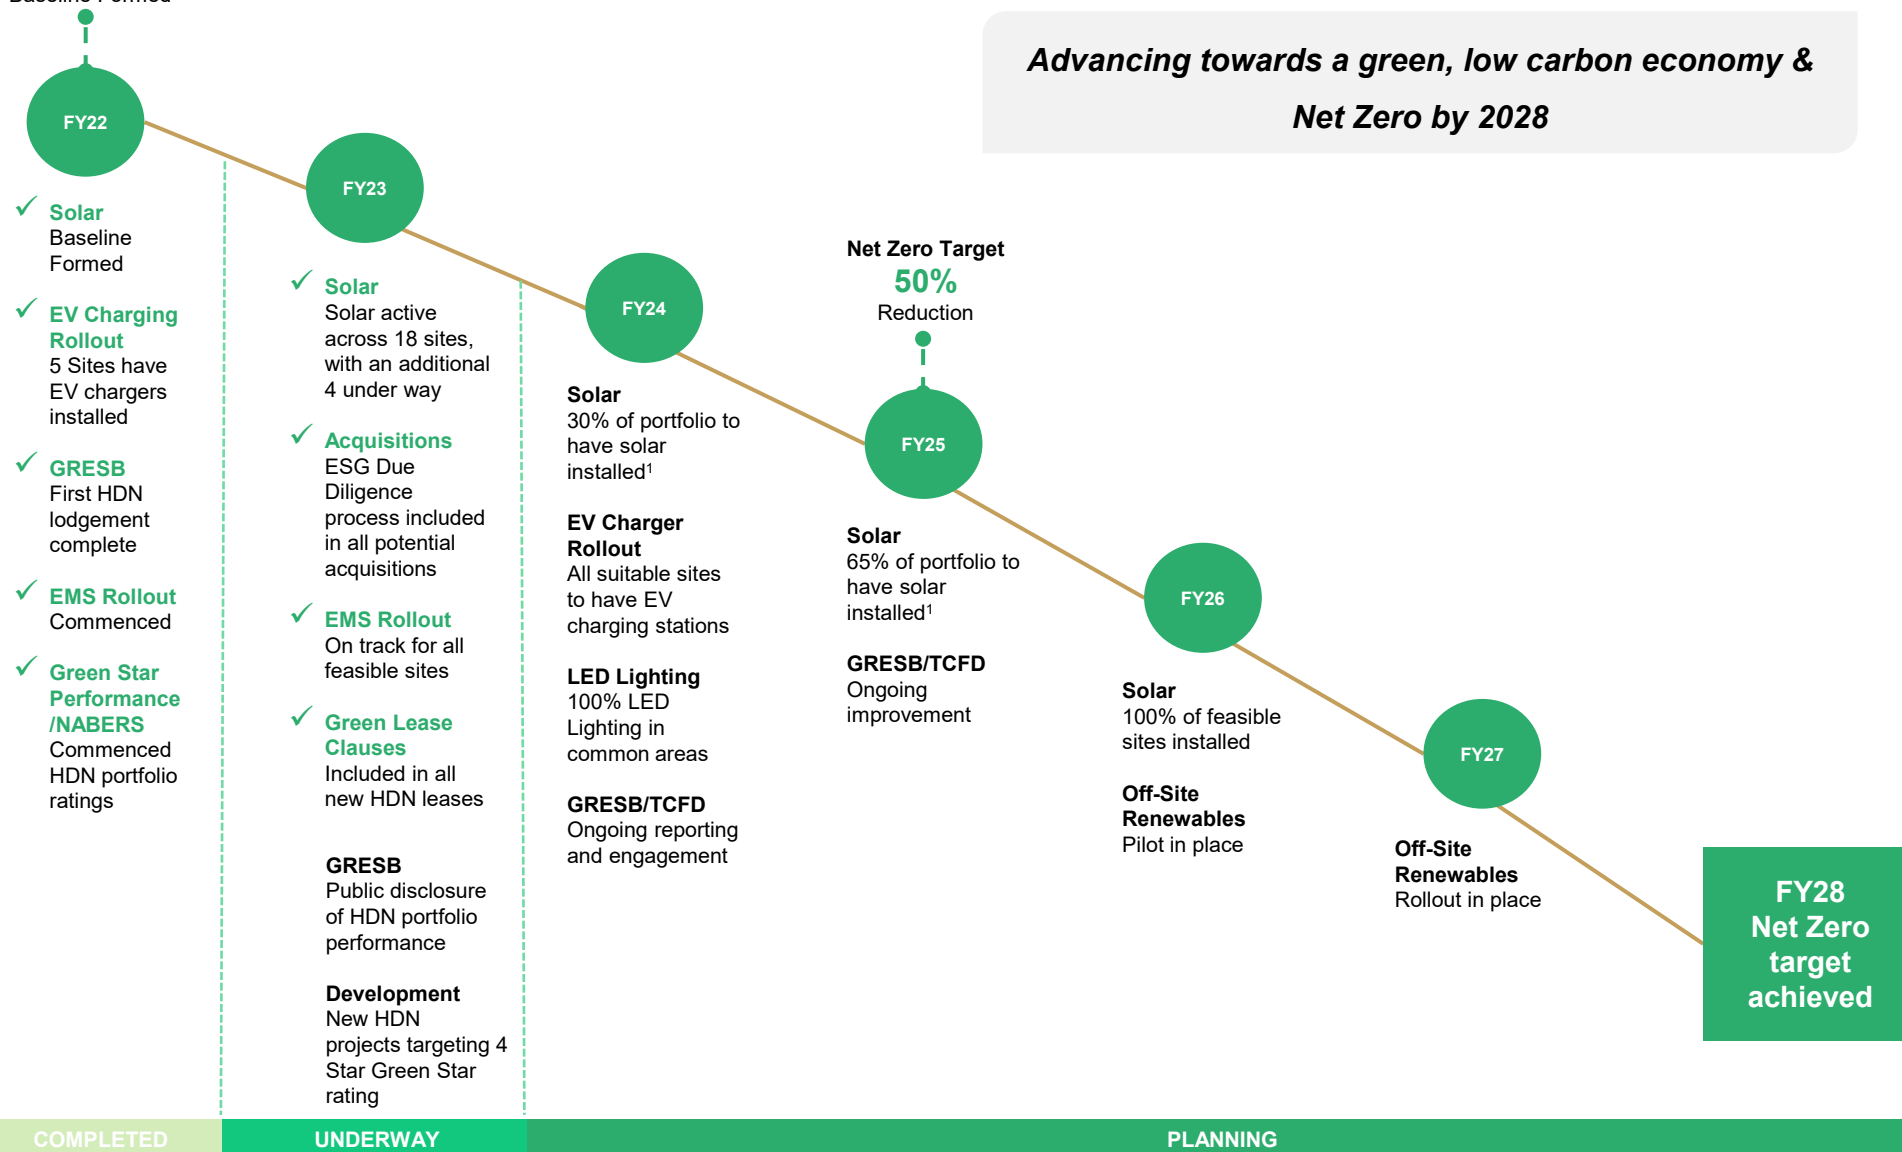 Baseline Formed
Advancing towards a green, low carbon economy &
Net Zero by 2028
FY22
✓ Solar
Baseline
Formed
✓ EV Charging
Rollout
5 Sites have
EV chargers
installed
✓ GRESB
First HDN
lodgement
complete
✓ EMS Rollout
Commenced
✓ Green Star
Performance
/NABERS
Commenced
HDN portfolio
ratings
FY23
✓ Solar
Solar active
across 18 sites,
with an additional
4 under way
✓ Acquisitions
ESG Due
Diligence
process included
in all potential
acquisitions
✓ EMS Rollout
On track for all
feasible sites
✓ Green Lease
Clauses
Included in all
new HDN leases
GRESB
Public disclosure
of HDN portfolio
performance
Development
New HDN
projects targeting 4
Star Green Star
rating
FY24
Solar
30% of portfolio to
have solar
installed¹
EV Charger
Rollout
All suitable sites
to have EV
charging stations
LED Lighting
100% LED
Lighting in
common areas
GRESB/TCFD
Ongoing reporting
and engagement
Net Zero Target
50%
Reduction
FY25
Solar
65% of portfolio to
have solar
installed¹
GRESB/TCFD
Ongoing
improvement
FY26
Solar
100% of feasible
sites installed
Off-Site
Renewables
Pilot in place
FY27
Off-Site
Renewables
Rollout in place
FY28
Net Zero
target
achieved
COMPLETED
UNDERWAY
PLANNING